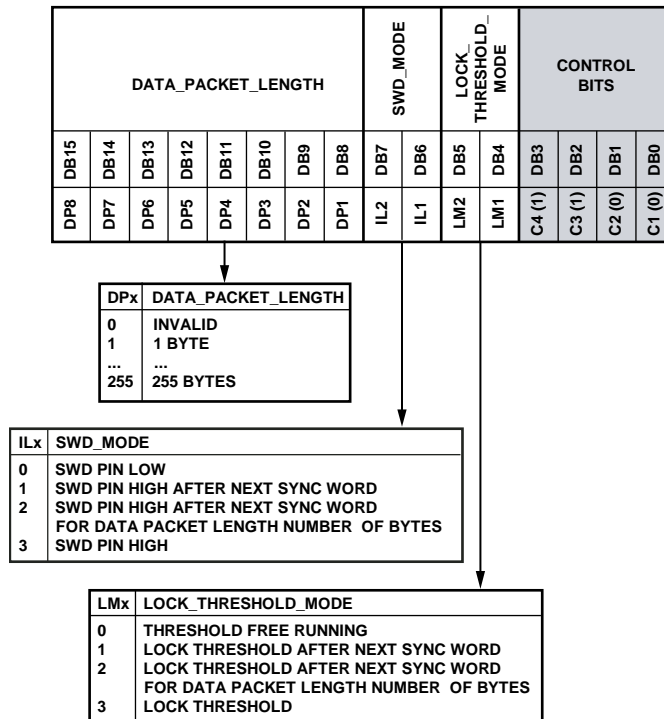 DATA_PACKET_LENGTH
SWD_MODE
LOCK_
THRESHOLD_
MODE
CONTROL
BITS
DB15 DB14 DB13 DB12 DB11 DB10 DB9 DB8 DB7 DB6 DB5 DB4 DB3 DB2 DB1 DB0
DP8 DP7 DP6 DP5 DP4 DP3 DP2 DP1 IL2 IL1 LM2 LM1 C4 (1) C3 (1) C2 (0) C1 (0)
DPx DATA_PACKET_LENGTH
0 INVALID
1 1 BYTE
... ...
255 255 BYTES
ILx SWD_MODE
0 SWD PIN LOW
1 SWD PIN HIGH AFTER NEXT SYNC WORD
2 SWD PIN HIGH AFTER NEXT SYNC WORD
FOR DATA PACKET LENGTH NUMBER OF BYTES
3 SWD PIN HIGH
LMx LOCK_THRESHOLD_MODE
0 THRESHOLD FREE RUNNING
1 LOCK THRESHOLD AFTER NEXT SYNC WORD
2 LOCK THRESHOLD AFTER NEXT SYNC WORD
FOR DATA PACKET LENGTH NUMBER OF BYTES
3 LOCK THRESHOLD